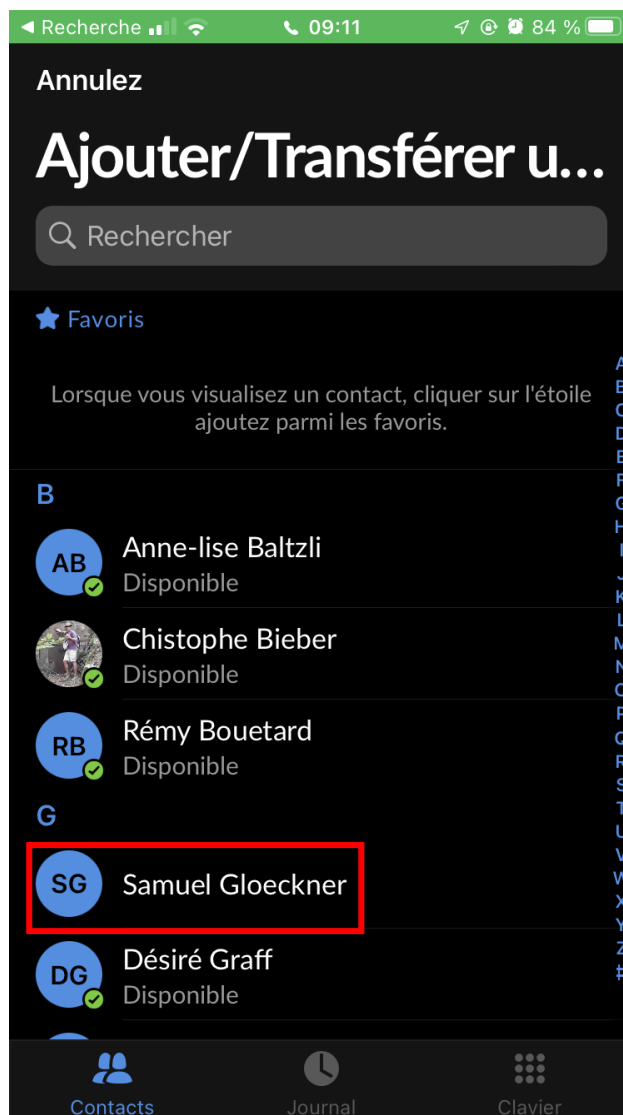 Recherche 09:11 84 %
Annulez
Ajouter/Transférer u...
Rechercher
Favoris
Lorsque vous visualisez un contact, cliquer sur l'étoile
ajoutez parmi les favoris.
B
AB Anne-lise Baltzli
Disponible
Chistophe Bieber
Disponible
RB Rémy Bouetard
Disponible
G
SG Samuel Gloeckner
DG Désiré Graff
Disponible
A
B
C
D
E
F
G
H
I
J
K
L
M
N
O
P
Q
R
S
T
U
V
W
X
Y
Z
#
Contacts Journal Clavier